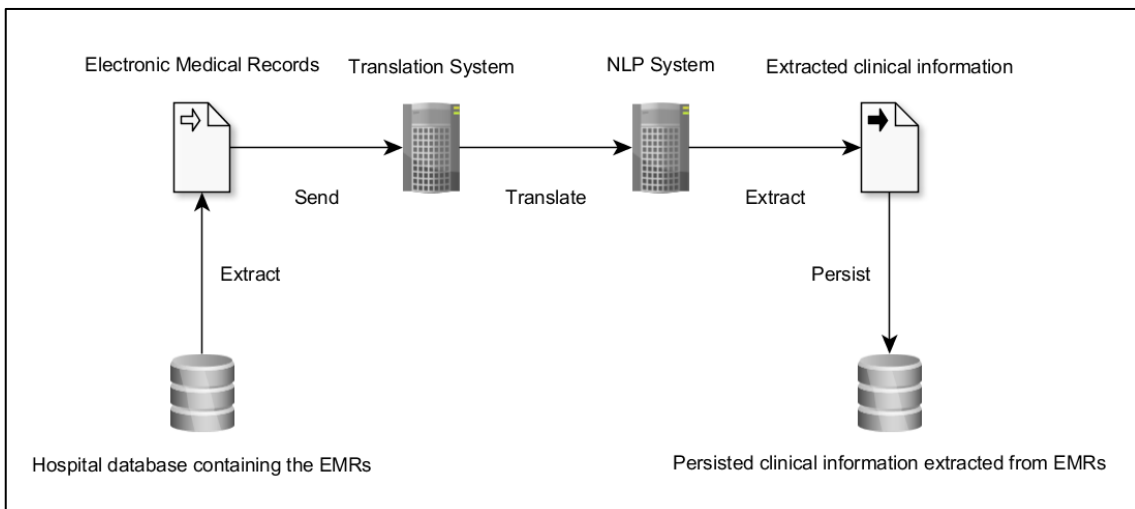 Electronic Medical Records
Translation System
NLP System
Extracted clinical information
Send
Translate
Extract
Extract
Persist
Hospital database containing the EMRs
Persisted clinical information extracted from EMRs